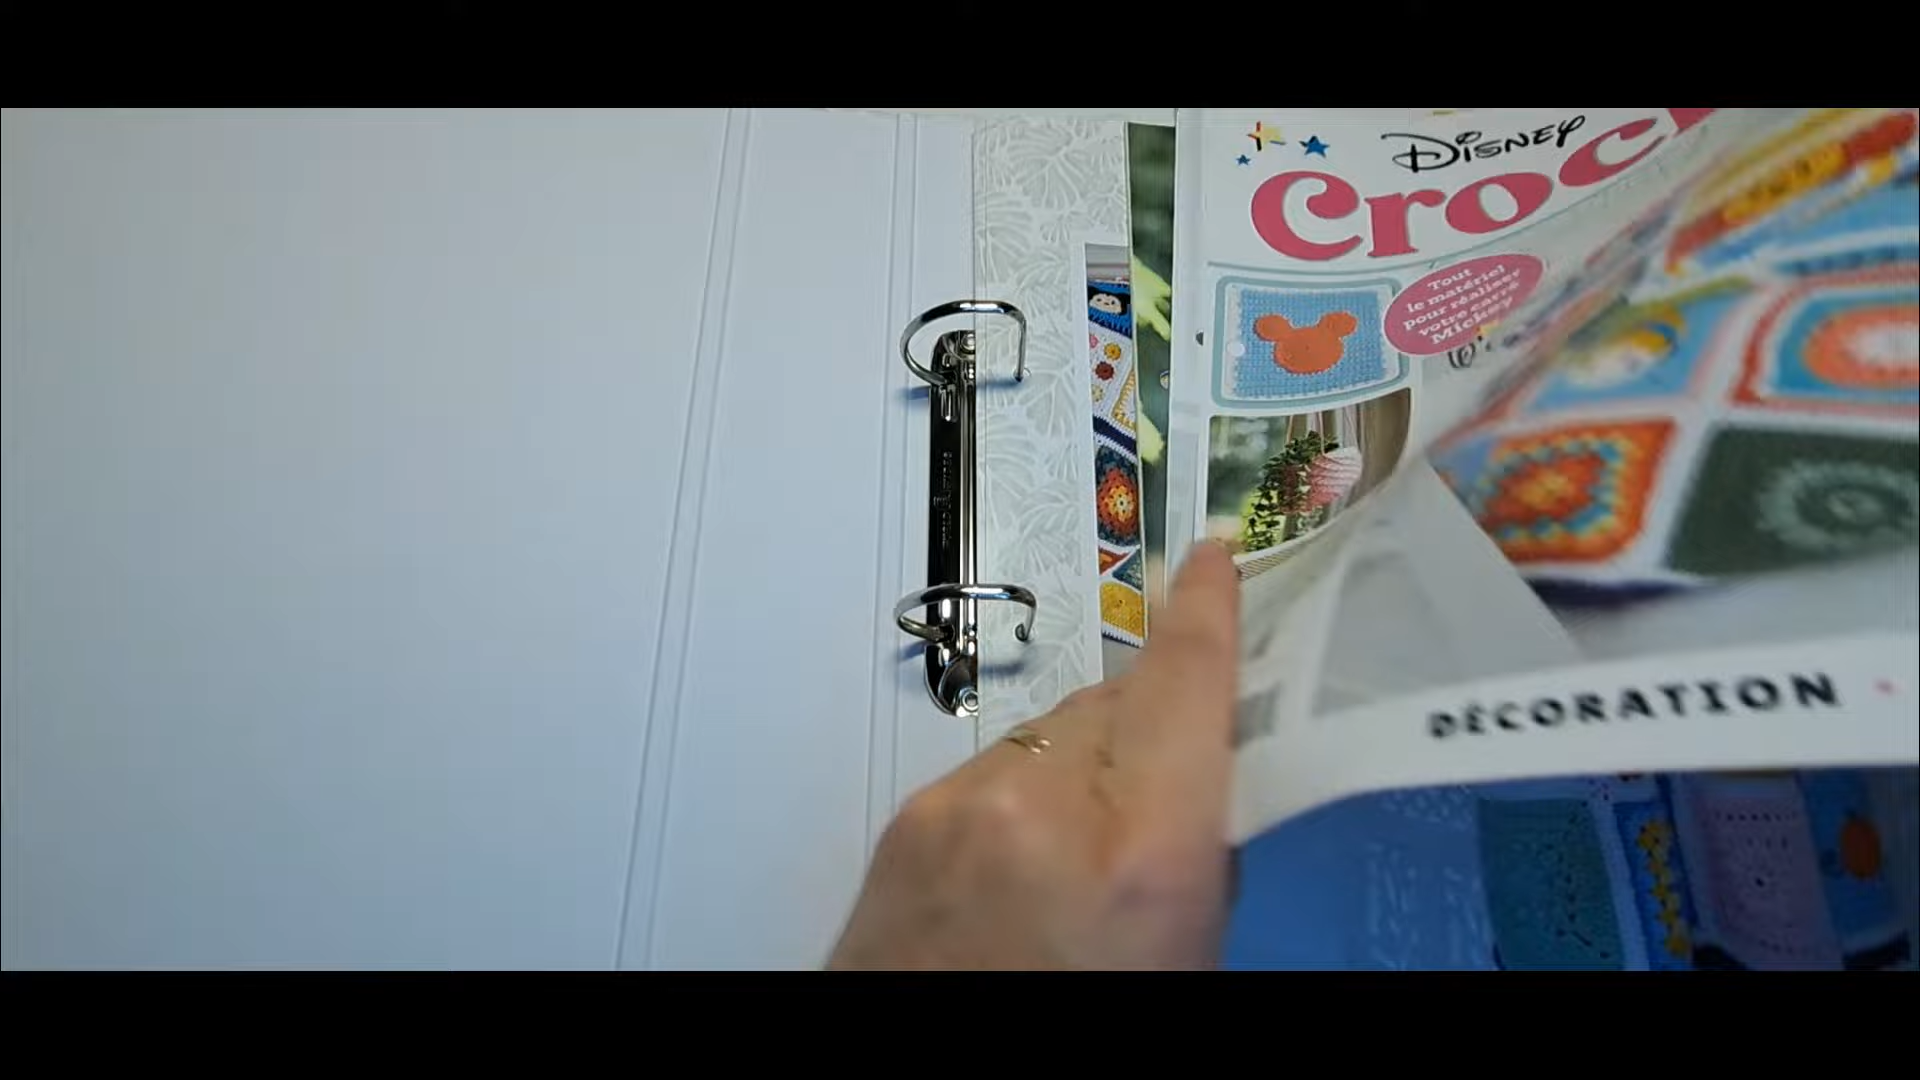 DISNEY
Croc
Tout
le matériel
pour réaliser
votre carré
Mickey
DÉCORATION